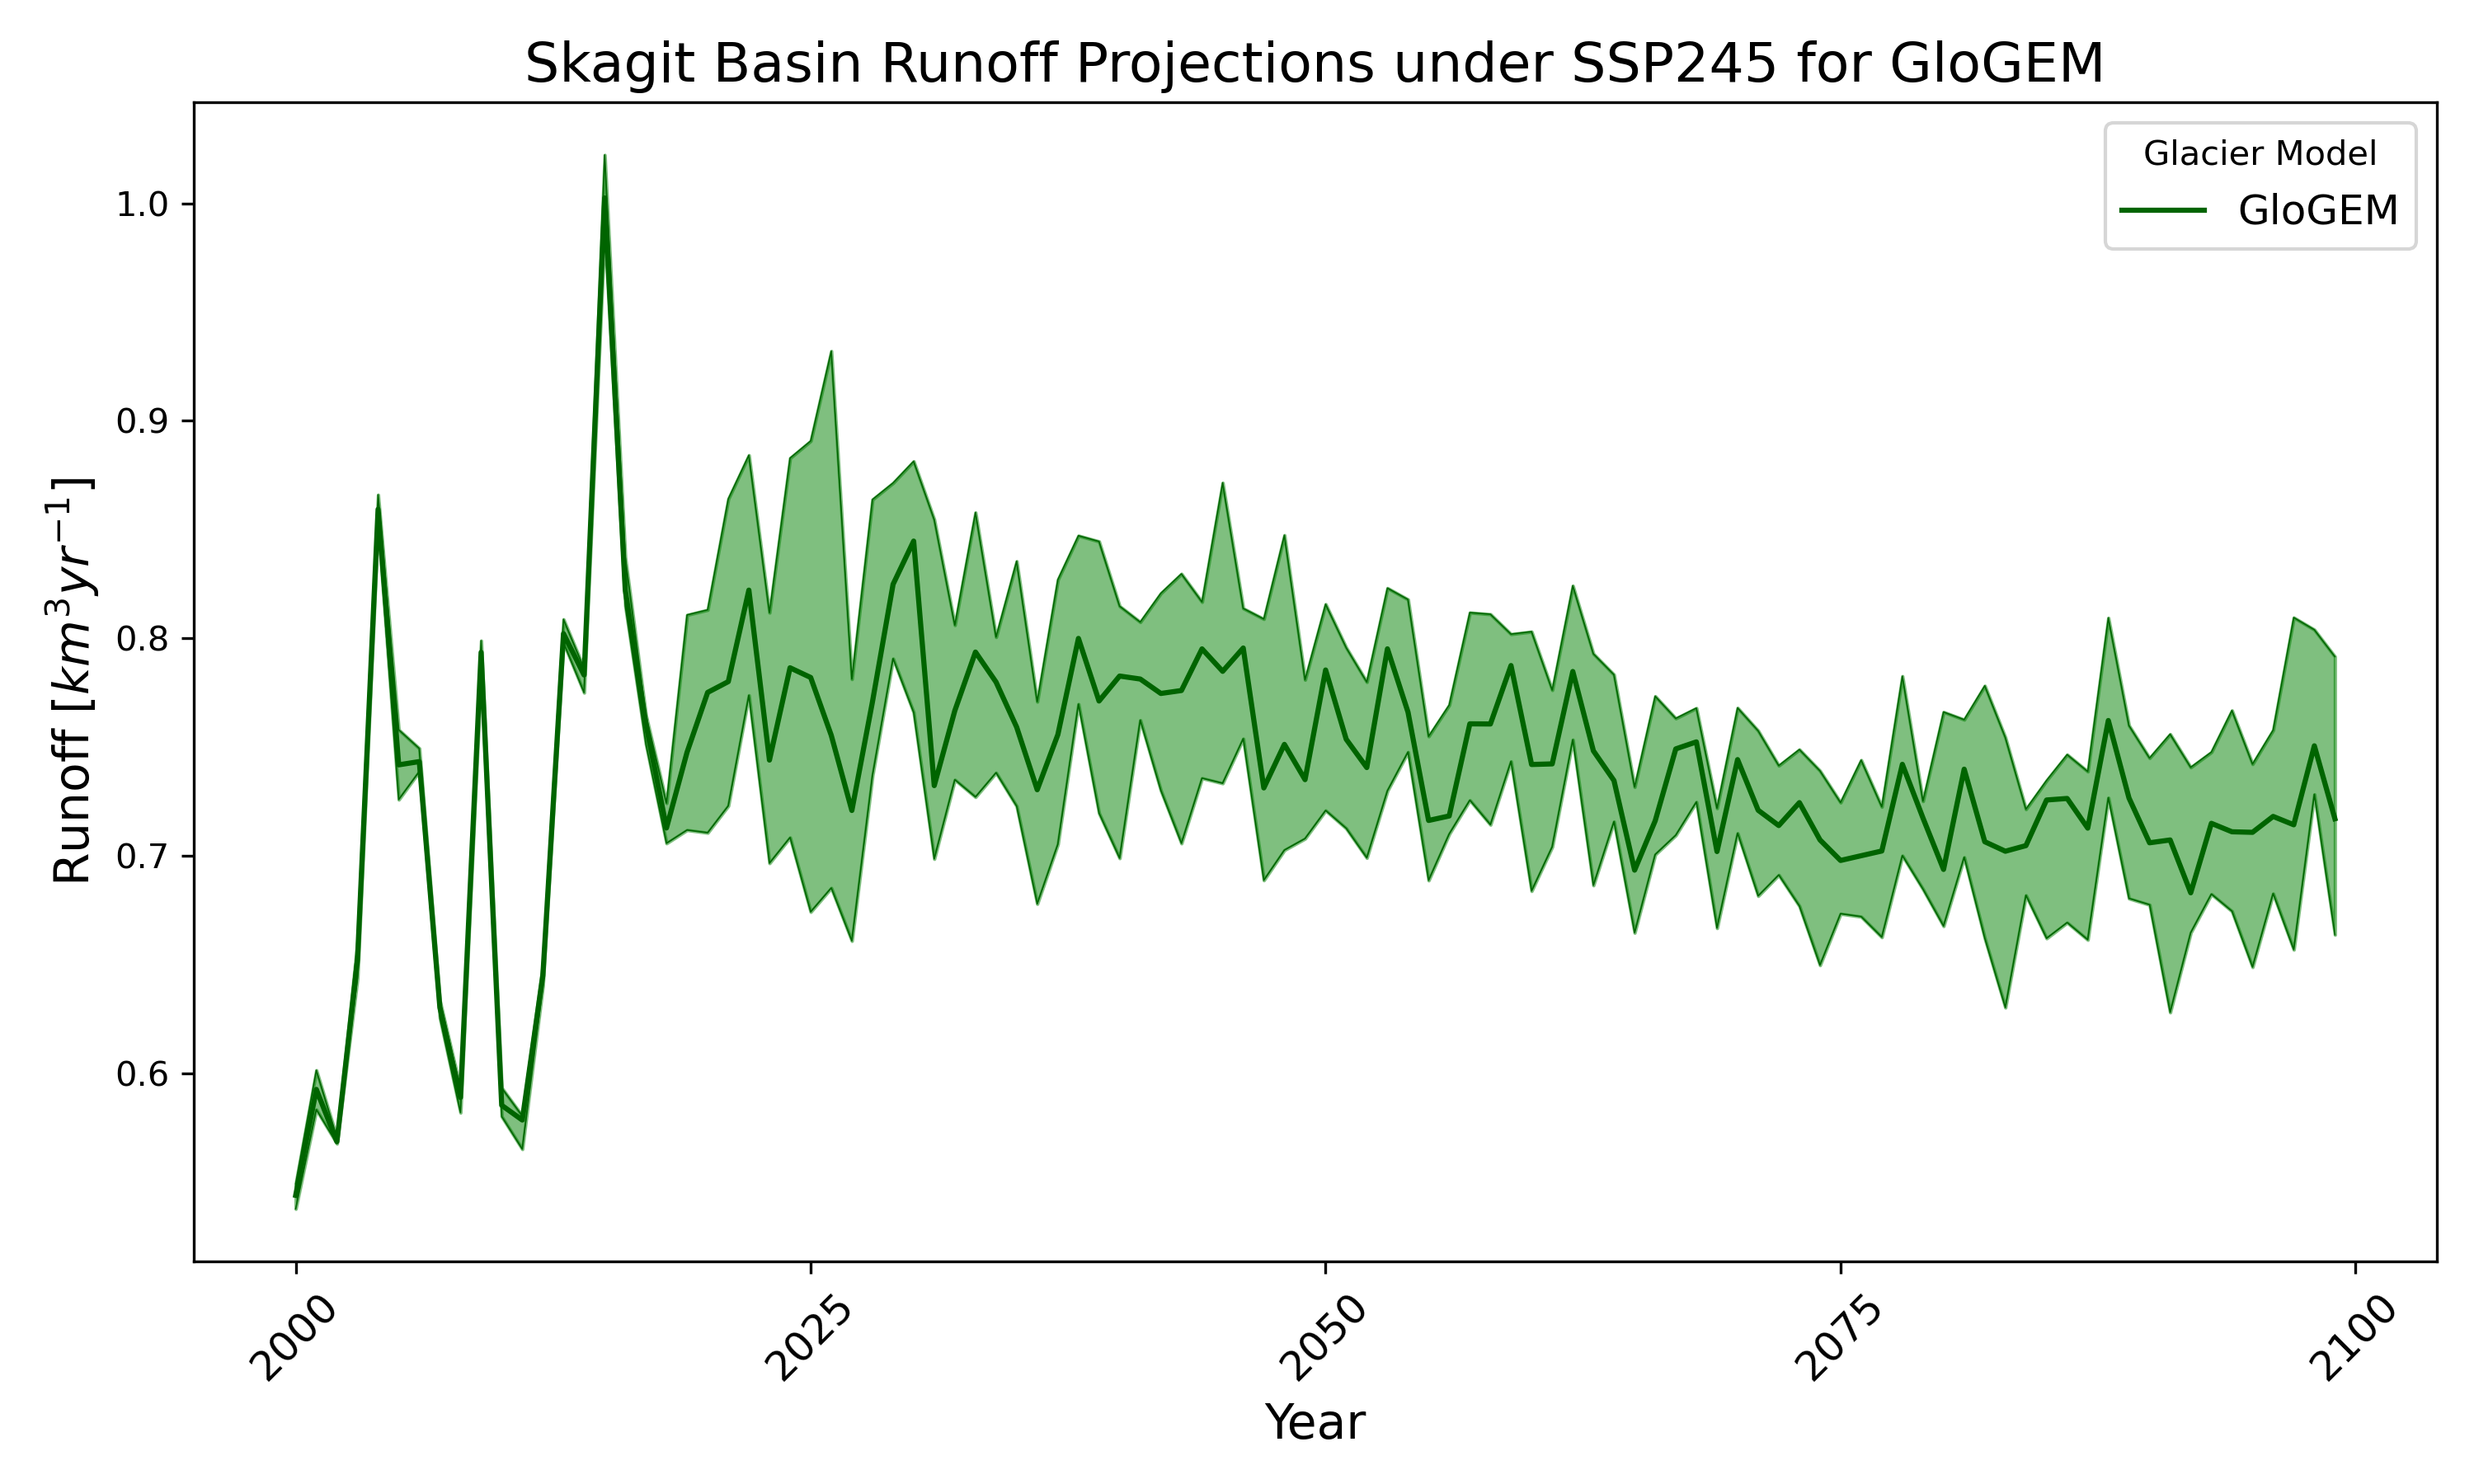 Skagit Basin Runoff Projections under SSP245 for GloGEM
Glacier Model
GloGEM
Runoff [km³yr⁻¹]
1.0
0.9
0.8
0.7
0.6
2000
2025
2050
2075
2100
Year